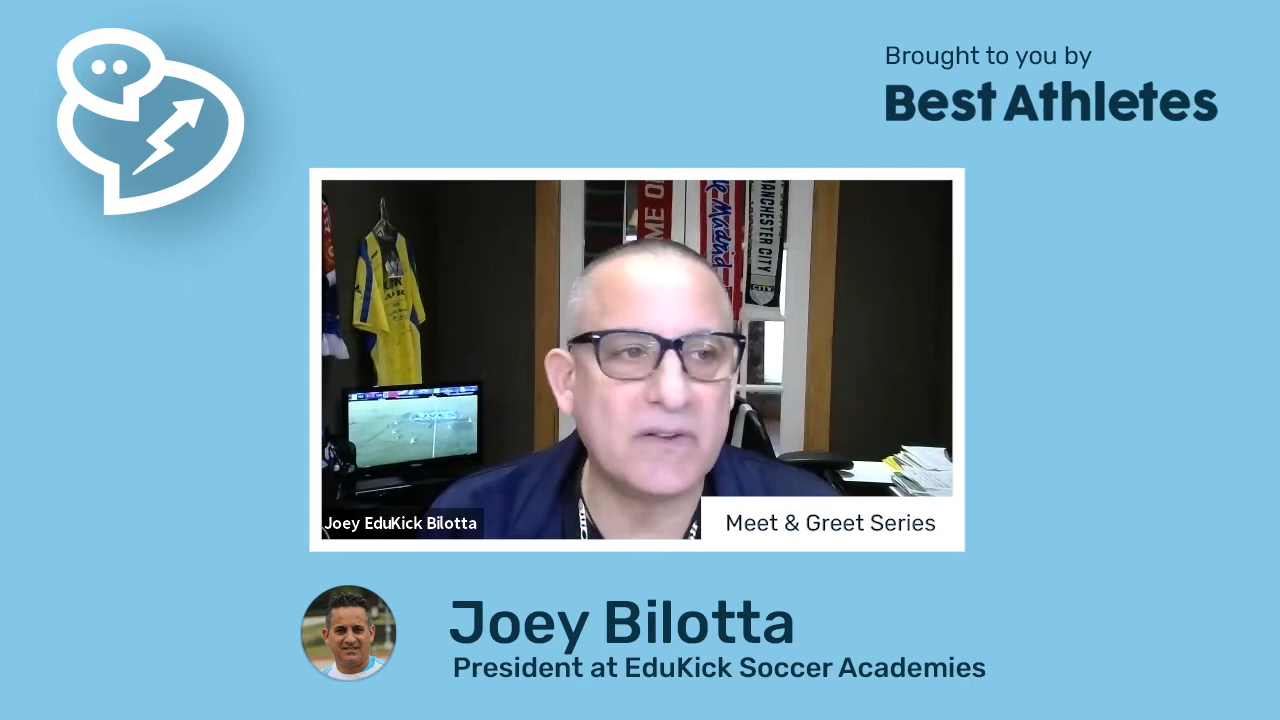 Brought to you by
Best Athletes
MANCHESTER CITY
CITY
Joey EduKick Bilotta
Meet & Greet Series
Joey Bilotta
President at EduKick Soccer Academies